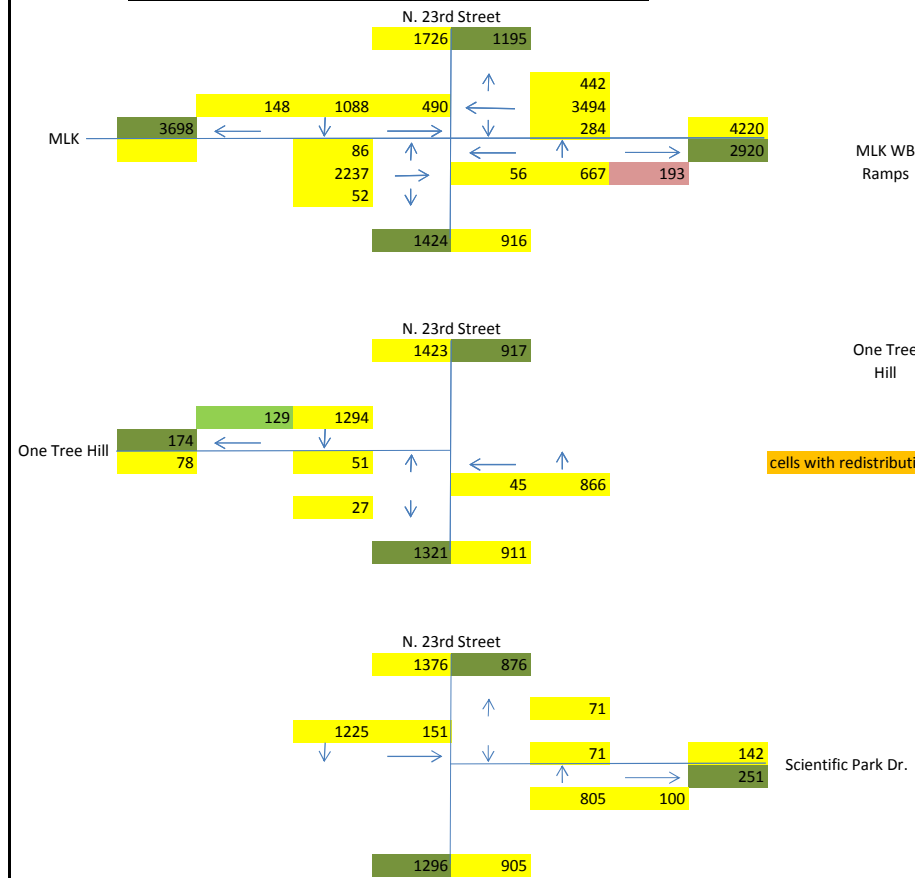 N. 23rd Street
1726 1195
442
148 1088 490 3494
3698 284 4220
MLK
86 2920
MLK WB
2237 56 667 193
Ramps
52
1424 916
N. 23rd Street
1423 917
One Tree
Hill
129 1294
174
One Tree Hill
78 51
45 866
cells with redistributi
27
1321 911
N. 23rd Street
1376 876
71
1225 151
71 142
Scientific Park Dr.
251
805 100
1296 905